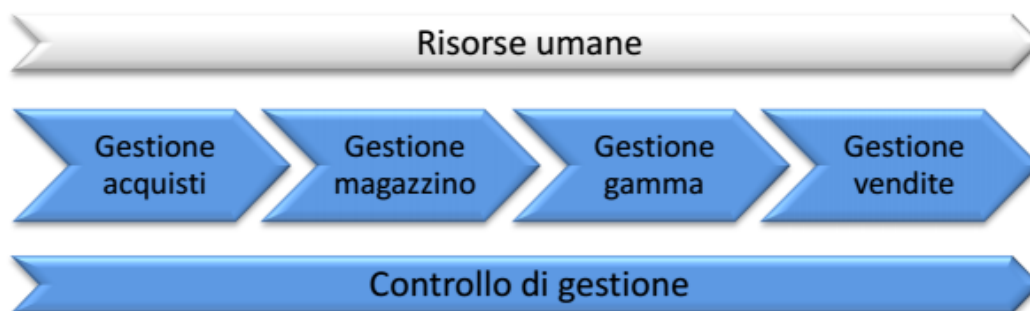 Risorse umane
Gestione
acquisti
Gestione
magazzino
Gestione
gamma
Gestione
vendite
Controllo di gestione